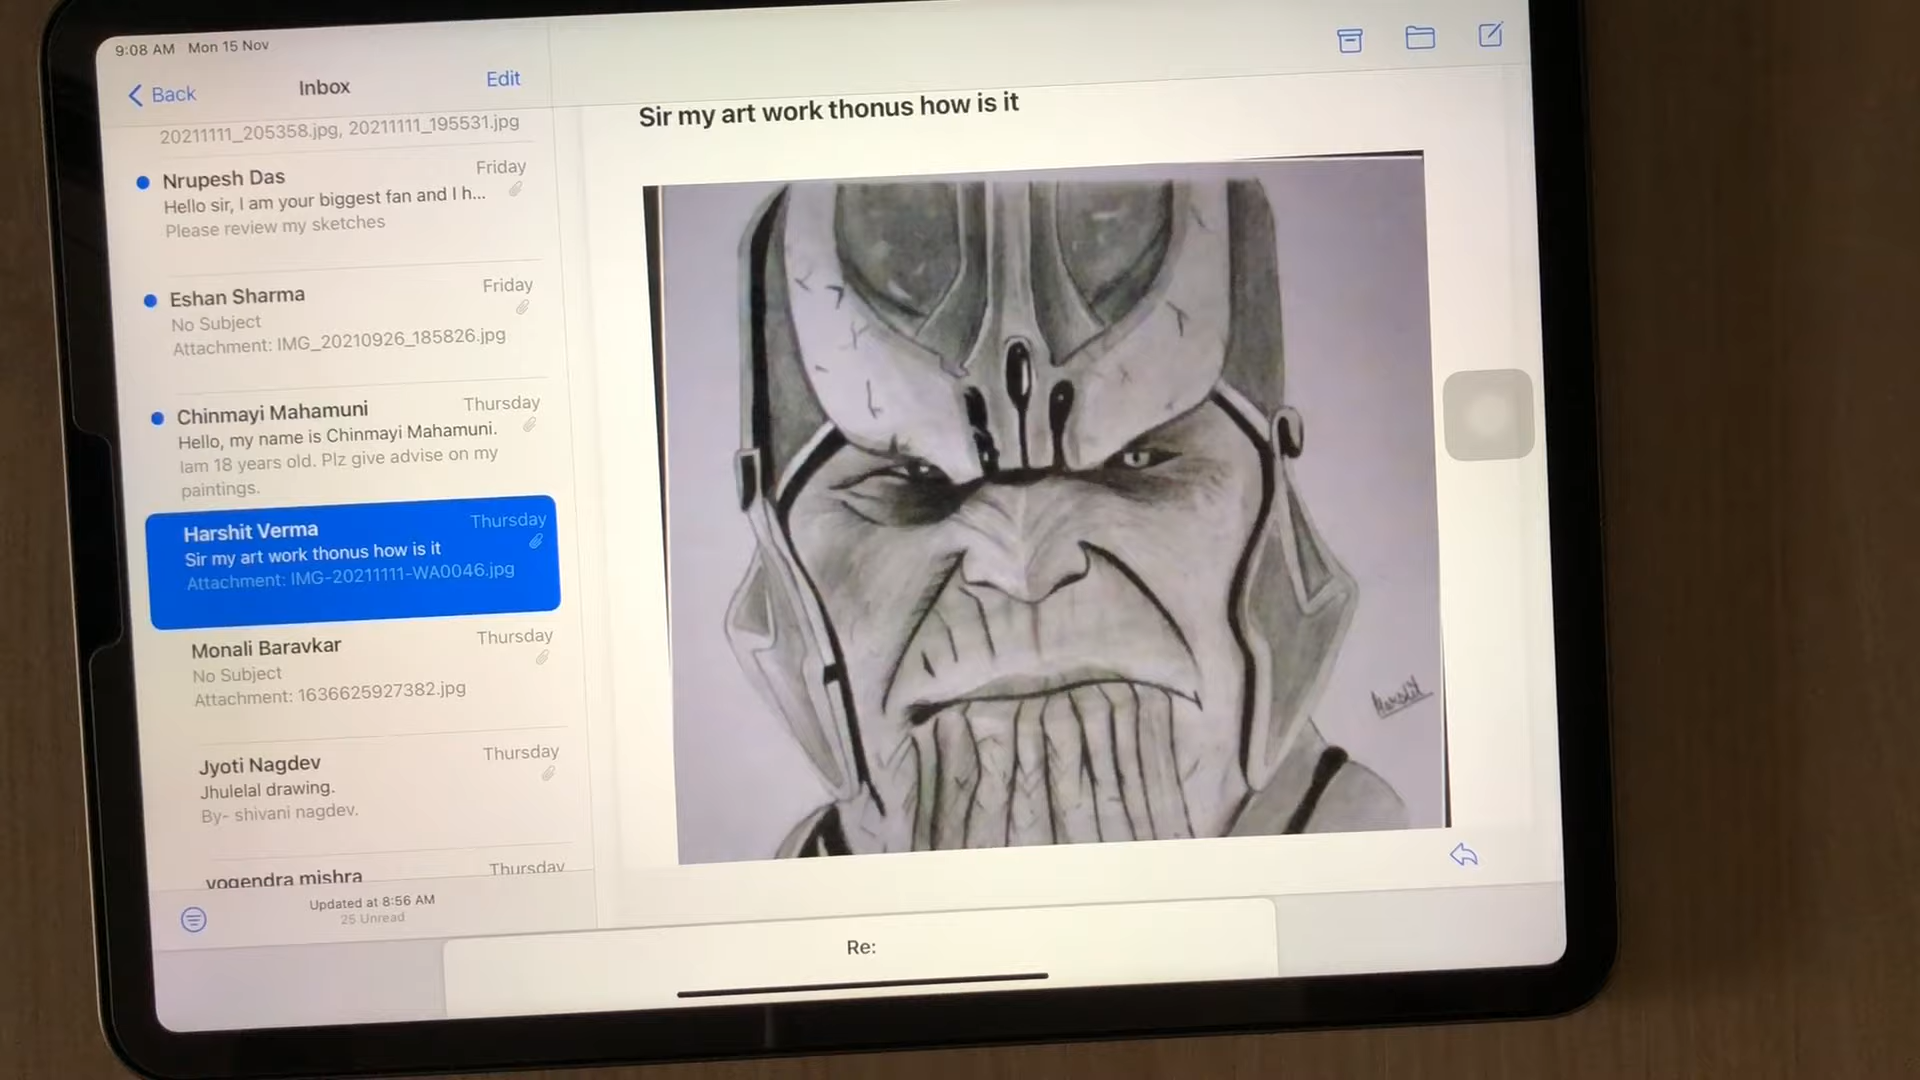 9:08 AM Mon 15 Nov
Back
Inbox
Edit
20211111_205358.jpg, 20211111_195531.jpg
Nrupesh Das
Friday
Hello sir, I am your biggest fan and I h...
Please review my sketches
Eshan Sharma
Friday
No Subject
Attachment: IMG_20210926_185826.jpg
Chinmayi Mahamuni
Thursday
Hello, my name is Chinmayi Mahamuni.
Iam 18 years old. Plz give advise on my
paintings.
Harshit Verma
Thursday
Sir my art work thonus how is it
Attachment: IMG-20211111-WA0046.jpg
Monali Baravkar
Thursday
No Subject
Attachment: 1636625927382.jpg
Jyoti Nagdev
Thursday
Jhulelal drawing.
By- shivani nagdev.
yogendra mishra
Thursday
Updated at 8:56 AM
25 Unread
Sir my art work thonus how is it
Harshit
Re: